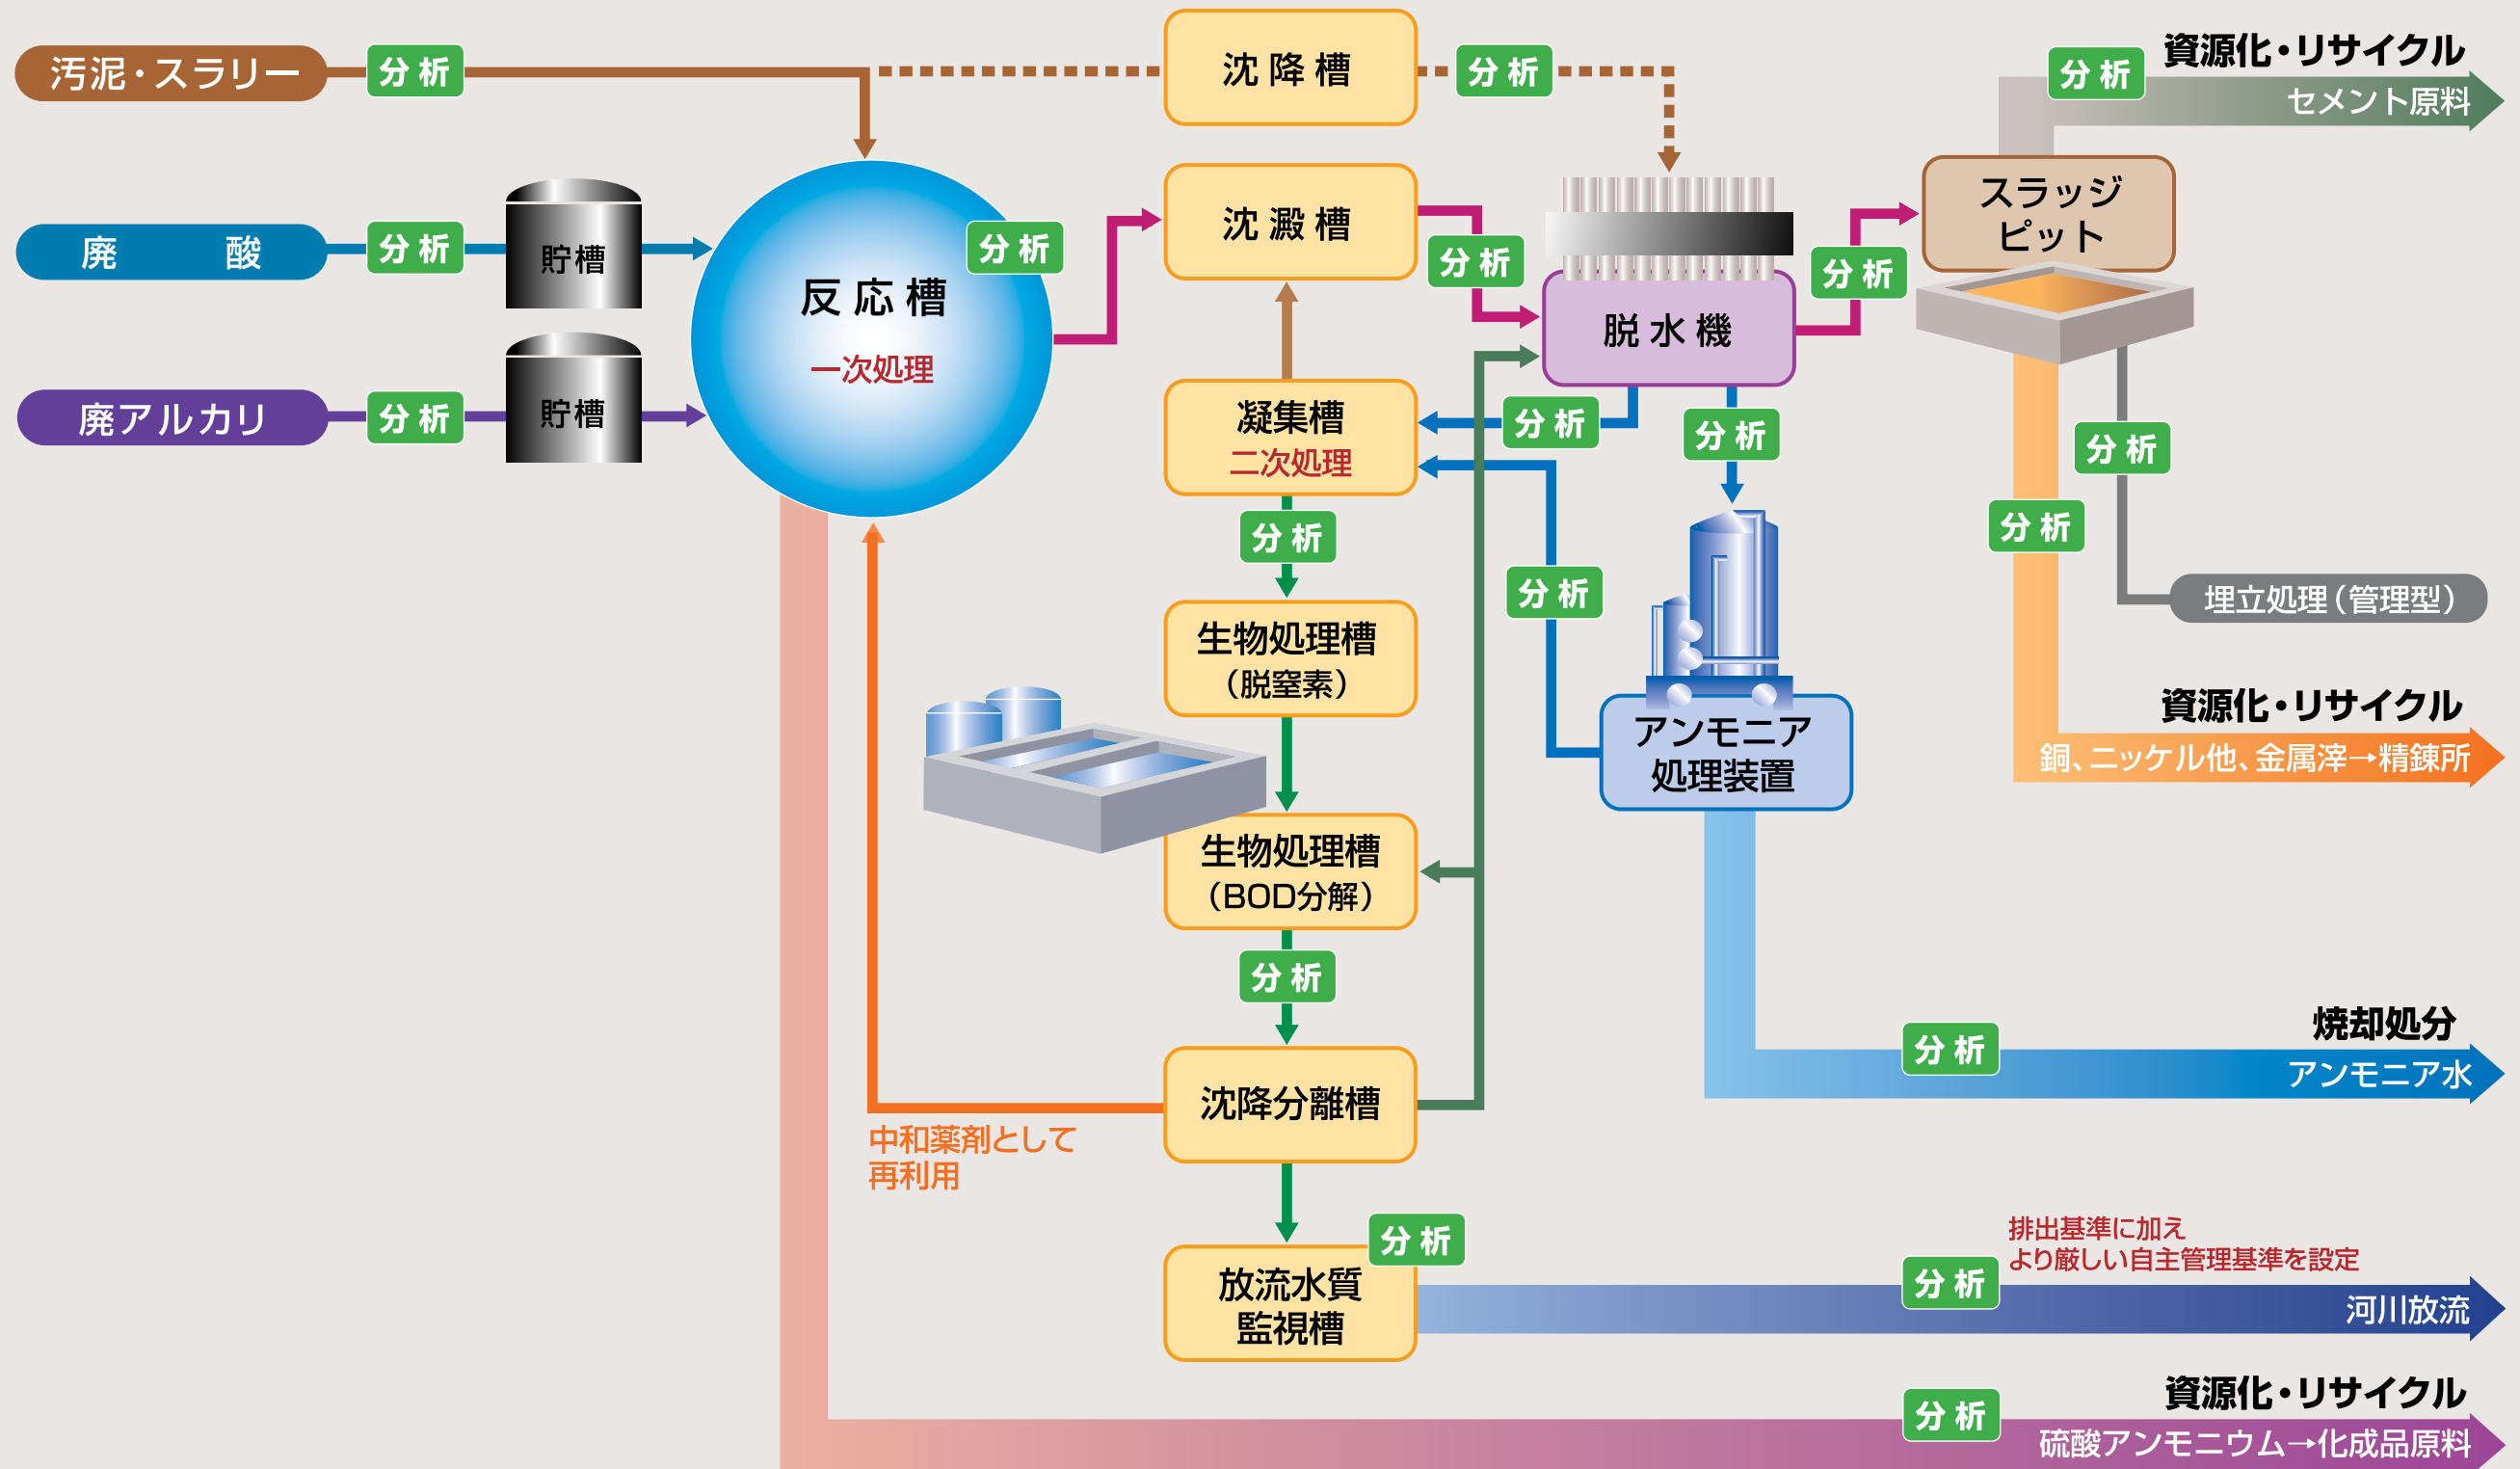 汚泥・スラリー
分析
沈降槽
分析
分析
資源化・リサイクル
セメント原料
廃　酸
分析
貯槽
反応槽
一次処理
分析
沈澱槽
分析
脱水機
分析
スラッジ
ピット
廃アルカリ
分析
貯槽
凝集槽
二次処理
分析
分析
分析
分析
分析
分析
埋立処理（管理型）
生物処理槽
（脱窒素）
アンモニア
処理装置
資源化・リサイクル
銅、ニッケル他、金属滓→精錬所
生物処理槽
（BOD分解）
分析
沈降分離槽
分析
焼却処分
アンモニア水
中和薬剤として
再利用
分析
放流水質
監視槽
分析
排出基準に加え
より厳しい自主管理基準を設定
河川放流
分析
資源化・リサイクル
硫酸アンモニウム→化成品原料